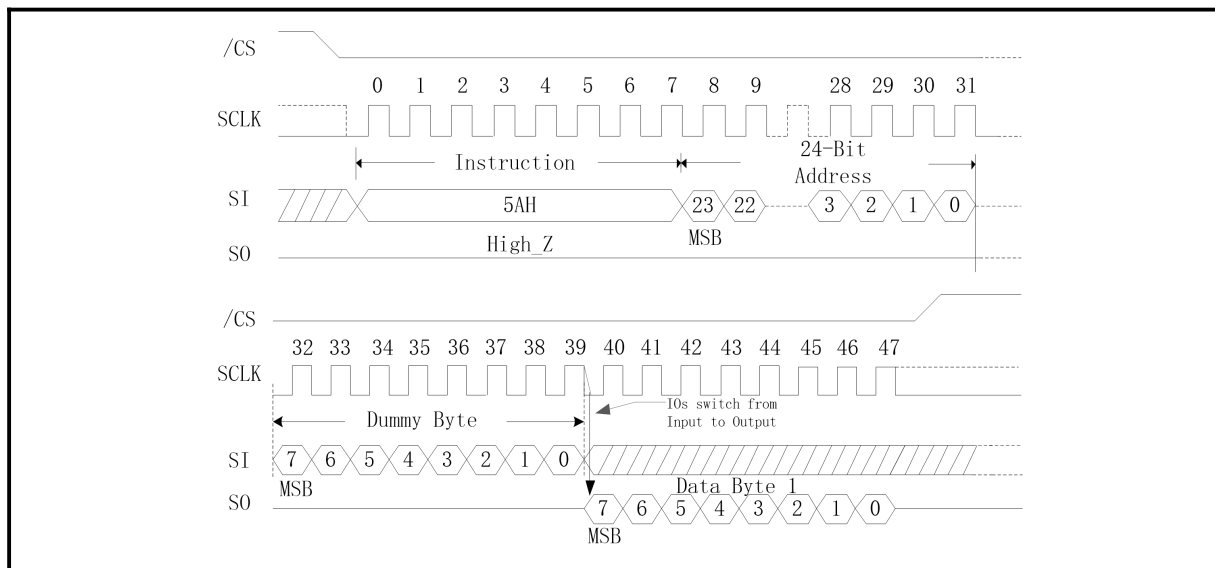 /CS
0 1 2 3 4 5 6 7 8 9 28 29 30 31
SCLK
Instruction
24-Bit
Address
SI
5AH
23 22 3 2 1 0
MSB
High_Z
SO
/CS
32 33 34 35 36 37 38 39 40 41 42 43 44 45 46 47
SCLK
IOs switch from
Input to Output
Dummy Byte
SI
7 6 5 4 3 2 1 0
MSB
Data Byte 1
SO
7 6 5 4 3 2 1 0
MSB